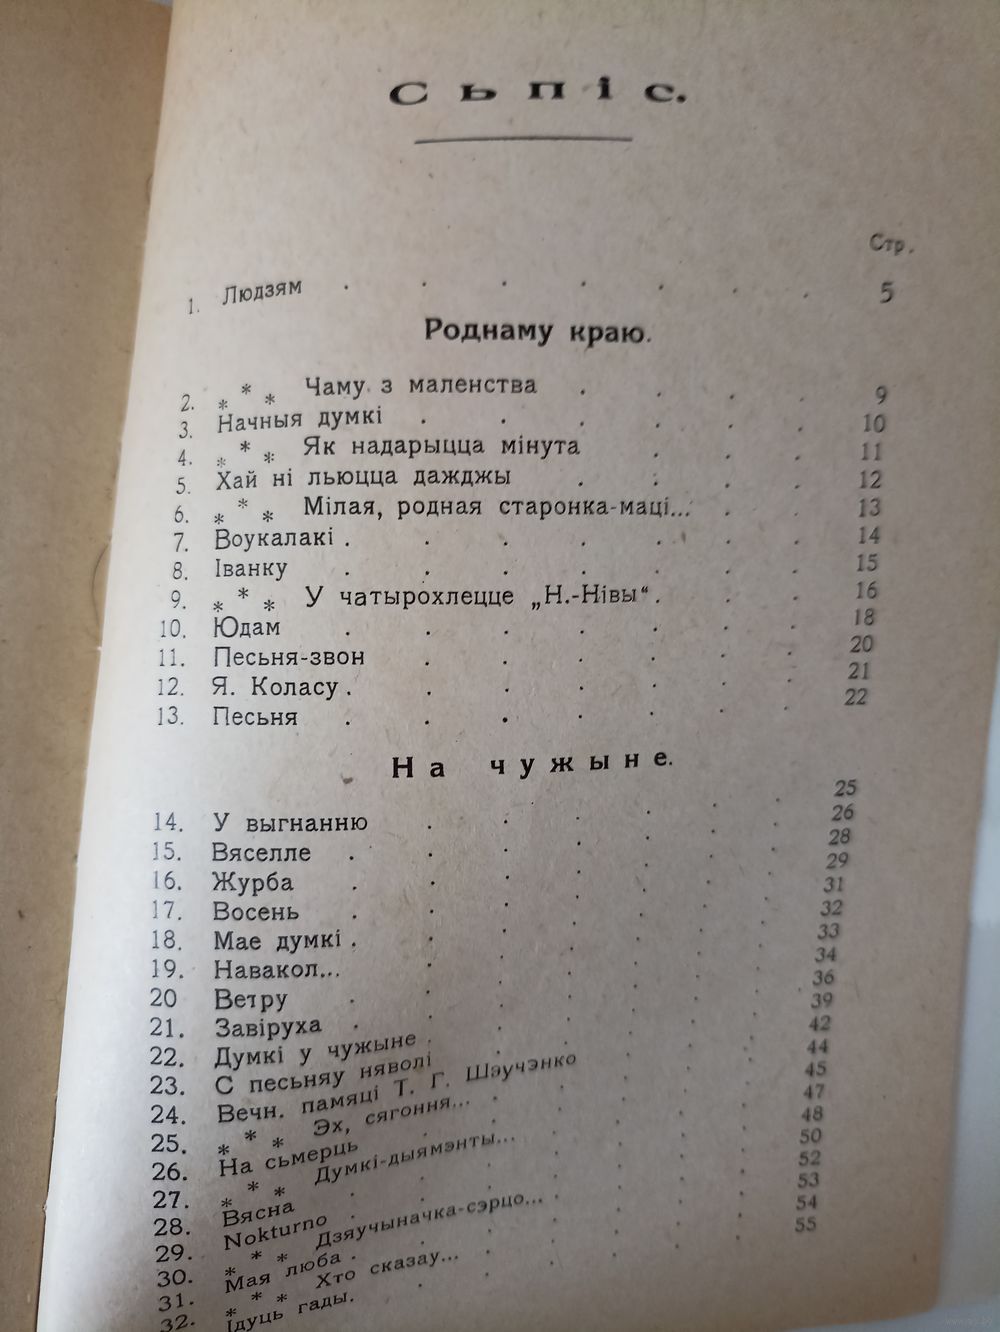 Сьпіс.
Стр.
1. Людзям . . . . . . . 5
Роднаму краю.
2. * * * Чаму з маленства . . . . 9
3. Начныя думкі . . . . . . 10
4. * * * Як надарыцца мінута . . . 11
5. Хай ні льюцца дажджы . . . . 12
6. * * * Мілая, родная старонка-маці... . . 13
7. Воукалакі . . . . . . . 14
8. Іванку . . . . . . . 15
9. * * * У чатырохлецце „Н.-Нівы“. . . 16
10. Юдам . . . . . . . 18
11. Песьня-звон . . . . . . 20
12. Я. Коласу . . . . . . . 21
13. Песьня . . . . . . . 22
На чужыне.
14. У выгнанню . . . . . . 25
15. Вяселле . . . . . . . 26
16. Журба . . . . . . . 28
17. Восень . . . . . . . 29
18. Мае думкі . . . . . . . 31
19. Навакол... . . . . . . 32
20 Ветру . . . . . . . 33
21. Завіруха . . . . . . . 34
22. Думкі у чужыне . . . . . . 36
23. С песьняу няволі . . . . . 39
24. Вечн. памяці Т. Г. Шэучэнко . . . 42
25. * * * Эх, сягоння... . . . . . 44
26. На сьмерць . . . . . . 45
27. * * * Думкі-дыямэнты... . . . . 47
28. Вясна . . . . . . . 48
29. Nokturno . . . . . . . 50
30. * * * Дзяучыначка-сэрцо... . . . . 52
31. Мая люба . . . . . . . 53
32. * * * Хто сказау... . . . . . 54
Ідуць гады. . . . . . . 55